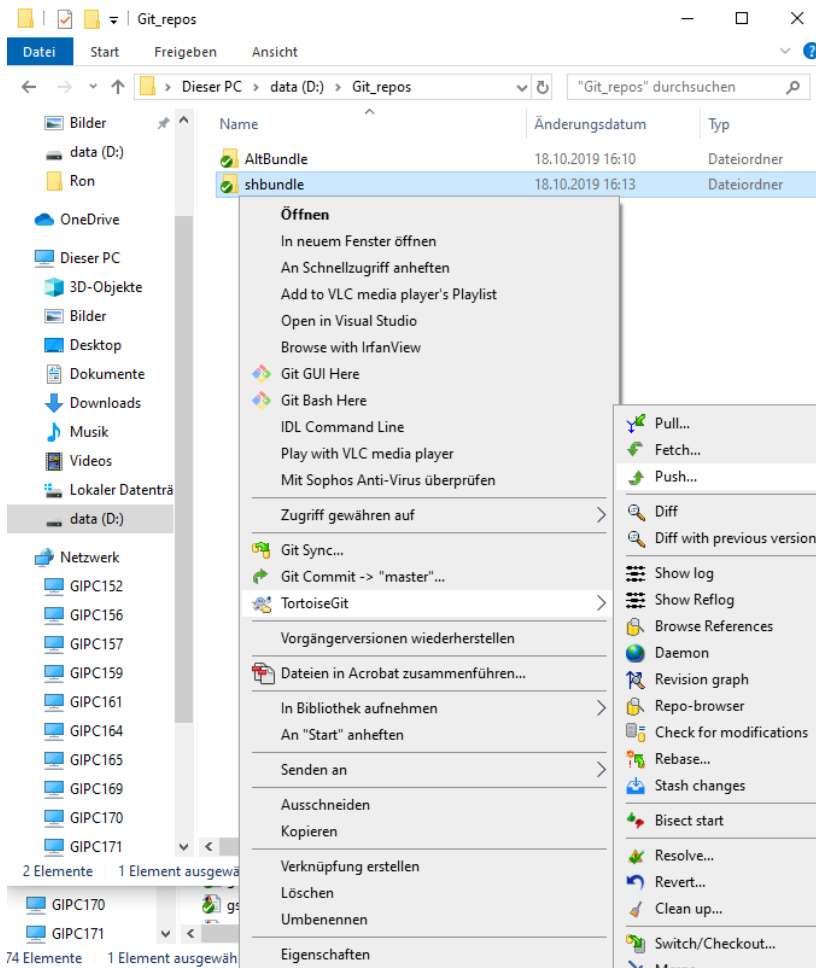 Git_repos
Datei Start Freigeben Ansicht
Dieser PC > data (D:) > Git_repos
"Git_repos" durchsuchen
Name Änderungsdatum Typ
AltBundle 18.10.2019 16:10 Dateiordner
shbundle 18.10.2019 16:13 Dateiordner
Bilder
data (D:)
Ron
OneDrive
Dieser PC
3D-Objekte
Bilder
Desktop
Dokumente
Downloads
Musik
Videos
Lokaler Datenträ
data (D:)
Netzwerk
GIPC152
GIPC156
GIPC157
GIPC159
GIPC161
GIPC164
GIPC165
GIPC169
GIPC170
GIPC171
2 Elemente 1 Element ausgewä
GIPC170
GIPC171
74 Elemente 1 Element ausgewäh
Öffnen
In neuem Fenster öffnen
An Schnellzugriff anheften
Add to VLC media player's Playlist
Open in Visual Studio
Browse with IrfanView
Git GUI Here
Git Bash Here
IDL Command Line
Play with VLC media player
Mit Sophos Anti-Virus überprüfen
Zugriff gewähren auf
Git Sync...
Git Commit -> "master"...
TortoiseGit
Vorgängerversionen wiederherstellen
Dateien in Acrobat zusammenführen...
In Bibliothek aufnehmen
An "Start" anheften
Senden an
Ausschneiden
Kopieren
Verknüpfung erstellen
Löschen
Umbenennen
Eigenschaften
Pull...
Fetch...
Push...
Diff
Diff with previous version
Show log
Show Reflog
Browse References
Daemon
Revision graph
Repo-browser
Check for modifications
Rebase...
Stash changes
Bisect start
Resolve...
Revert...
Clean up...
Switch/Checkout...